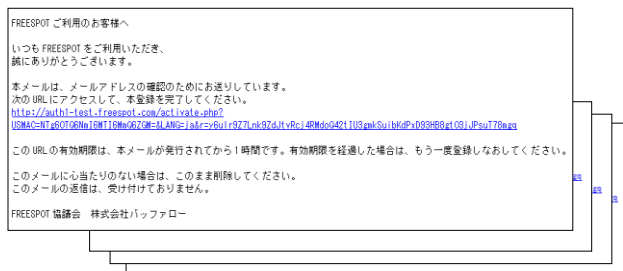 FREESPOT ご利用のお客様へ
いつも FREESPOT をご利用いただき、
誠にありがとうございます。
本メールは、メールアドレスの確認のためにお送りしています。
次の URL にアクセスして、本登録を完了してください。
http://auth1-test.freespot.com/activate.php?
USMAC=NTg6OTQ6NmI6MTI6MmQ6ZGM=&LANG=ja&r=y6uIr9Z7Lnk9ZdJtvRcj4RMdoQ42tIU3gmkSuibKdPxD93HB8gtO3jJPsuT78mgq
この URL の有効期限は、本メールが発行されてから 1 時間です。有効期限を経過した場合は、もう一度登録しなおしてください。
このメールに心当たりのない場合は、このまま削除してください。
このメールの返信は、受け付けておりません。
FREESPOT 協議会　株式会社バッファロー
gq
gq
gq